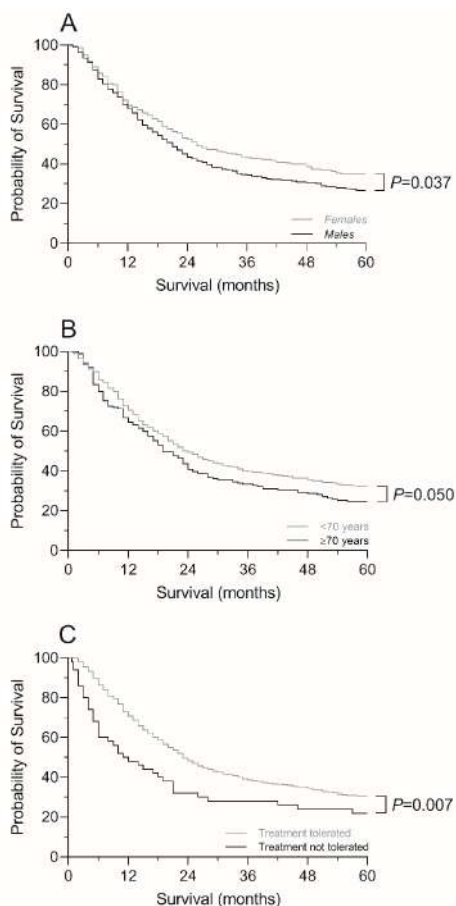 A
100
80
60
40
20
0
Probability of Survival
Females
Males
P=0.037
0 12 24 36 48 60
Survival (months)
B
100
80
60
40
20
0
Probability of Survival
<70 years
≥70 years
P=0.050
0 12 24 36 48 60
Survival (months)
C
100
80
60
40
20
0
Probability of Survival
Treatment tolerated
Treatment not tolerated
P=0.007
0 12 24 36 48 60
Survival (months)